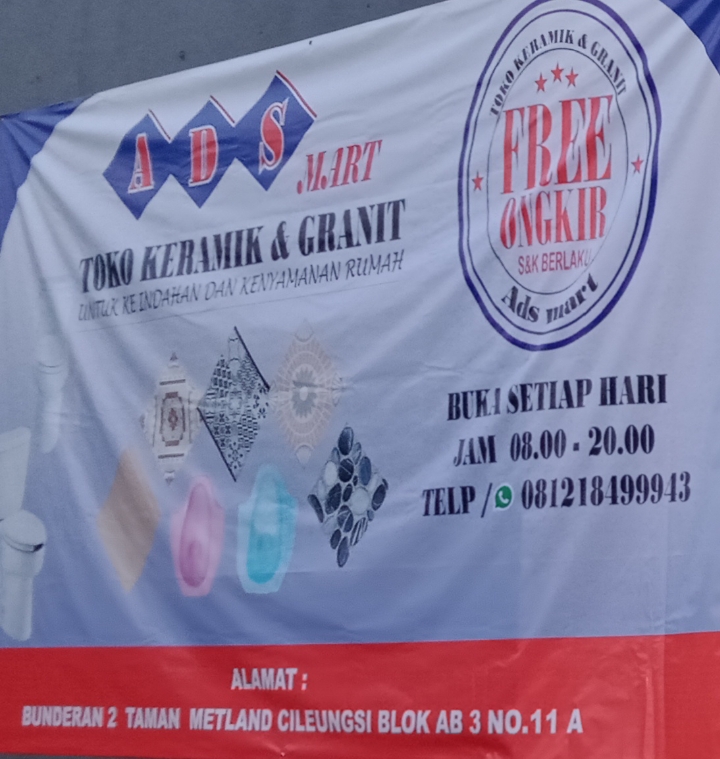 ADS MART
TOKO KERAMIK & GRANIT
UNTUK KEINDAHAN DAN KENYAMANAN RUMAH
TOKO KERAMIK & GRANIT
FREE
ONGKIR
S&K BERLAKU
Ads mart
BUKA SETIAP HARI
JAM 08.00 - 20.00
TELP / 081218499943
ALAMAT :
BUNDERAN 2 TAMAN METLAND CILEUNGSI BLOK AB 3 NO.11 A